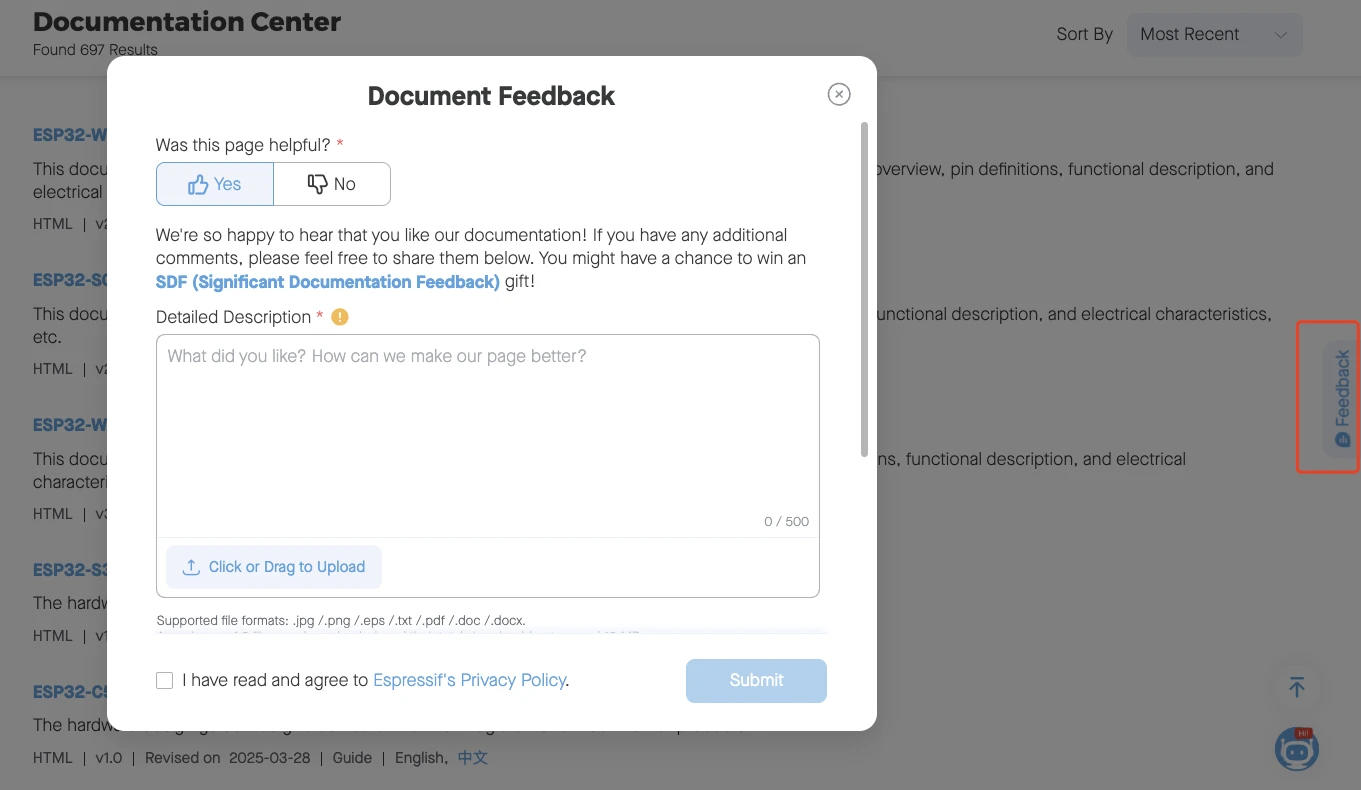 Documentation Center
Found 697 Results
Sort By
Most Recent
Document Feedback
Was this page helpful? *
Yes
No
We're so happy to hear that you like our documentation! If you have any additional
comments, please feel free to share them below. You might have a chance to win an
SDF (Significant Documentation Feedback) gift!
Detailed Description *
What did you like? How can we make our page better?
0 / 500
Click or Drag to Upload
Supported file formats: .jpg /.png /.eps /.txt /.pdf /.doc /.docx.
I have read and agree to Espressif's Privacy Policy.
Submit
ESP32-W
This docu
overview, pin definitions, functional description, and
electrical
HTML | v2
ESP32-S
This docu
unctional description, and electrical characteristics,
etc.
HTML | v2
ESP32-W
This docu
ns, functional description, and electrical
characteri
HTML | v3
ESP32-S3
The hardw
HTML | v1
ESP32-C5
The hardw
HTML | v1.0 | Revised on 2025-03-28 | Guide | English, 中文
Feedback
Hi!